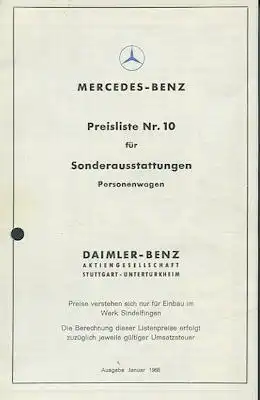 MERCEDES-BENZ
Preisliste Nr. 10
für
Sonderausstattungen
Personenwagen
DAIMLER-BENZ
AKTIENGESELLSCHAFT
STUTTGART-UNTERTÜRKHEIM
Preise verstehen sich nur für Einbau im
Werk Sindelfingen
Die Berechnung dieser Listenpreise erfolgt
zuzüglich jeweils gültiger Umsatzsteuer
Ausgabe Januar 1968